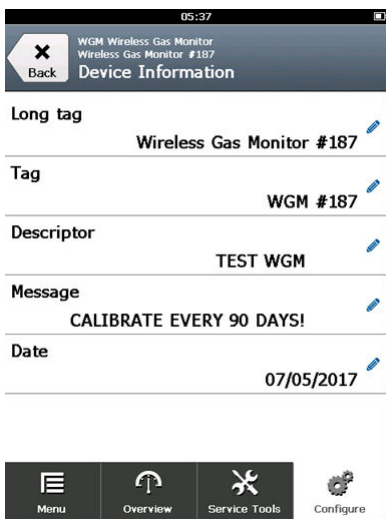 05:37
WGM Wireless Gas Monitor
Wireless Gas Monitor #187
Back
Device Information
Long tag
Wireless Gas Monitor #187
Tag
WGM #187
Descriptor
TEST WGM
Message
CALIBRATE EVERY 90 DAYS!
Date
07/05/2017
Menu
Overview
Service Tools
Configure